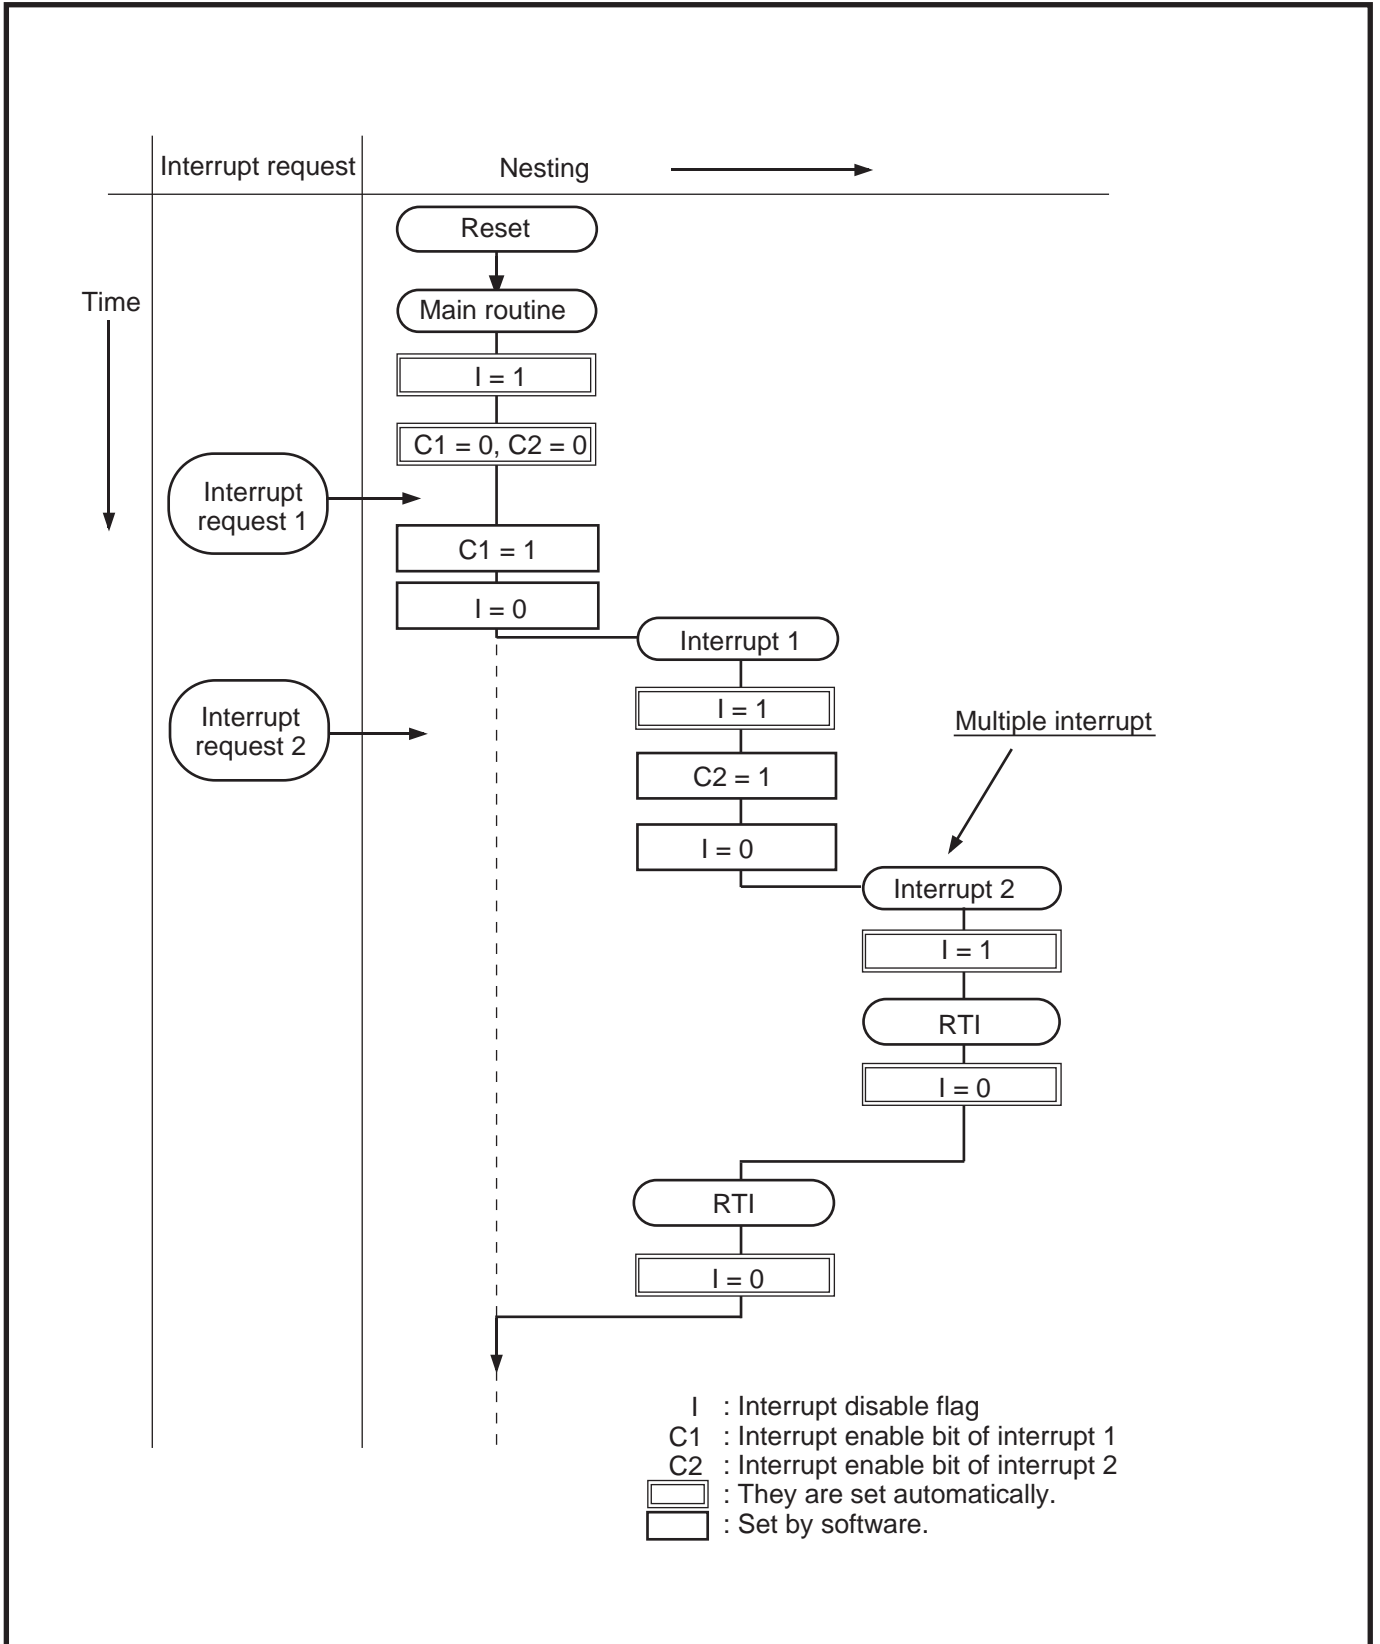 Interrupt request
Nesting
Reset
Time
Main routine
I = 1
C1 = 0, C2 = 0
Interrupt
request 1
C1 = 1
I = 0
Interrupt 1
Interrupt
request 2
I = 1
Multiple interrupt
C2 = 1
I = 0
Interrupt 2
I = 1
RTI
I = 0
RTI
I = 0
I : Interrupt disable flag
C1 : Interrupt enable bit of interrupt 1
C2 : Interrupt enable bit of interrupt 2
: They are set automatically.
: Set by software.